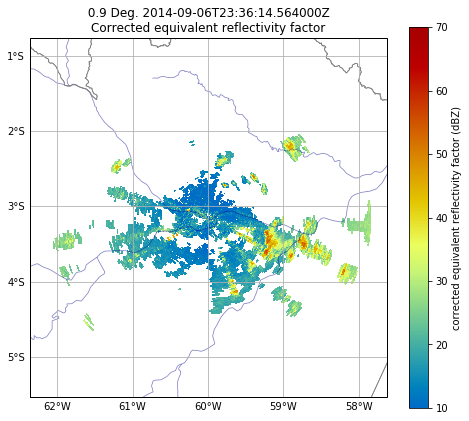 0.9 Deg. 2014-09-06T23:36:14.564000Z
Corrected equivalent reflectivity factor
1°S
2°S
3°S
4°S
5°S
62°W 61°W 60°W 59°W 58°W
70
60
50
40
30
20
10
corrected equivalent reflectivity factor (dBZ)